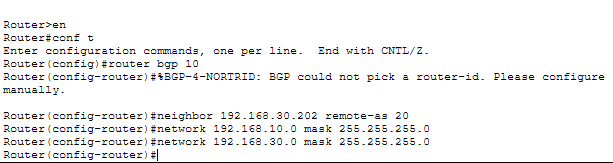 Router>en
Router#conf t
Enter configuration commands, one per line.  End with CNTL/Z.
Router(config)#router bgp 10
Router(config-router)#%BGP-4-NORTRID: BGP could not pick a router-id. Please configure
manually.
Router(config-router)#neighbor 192.168.30.202 remote-as 20
Router(config-router)#network 192.168.10.0 mask 255.255.255.0
Router(config-router)#network 192.168.30.0 mask 255.255.255.0
Router(config-router)#